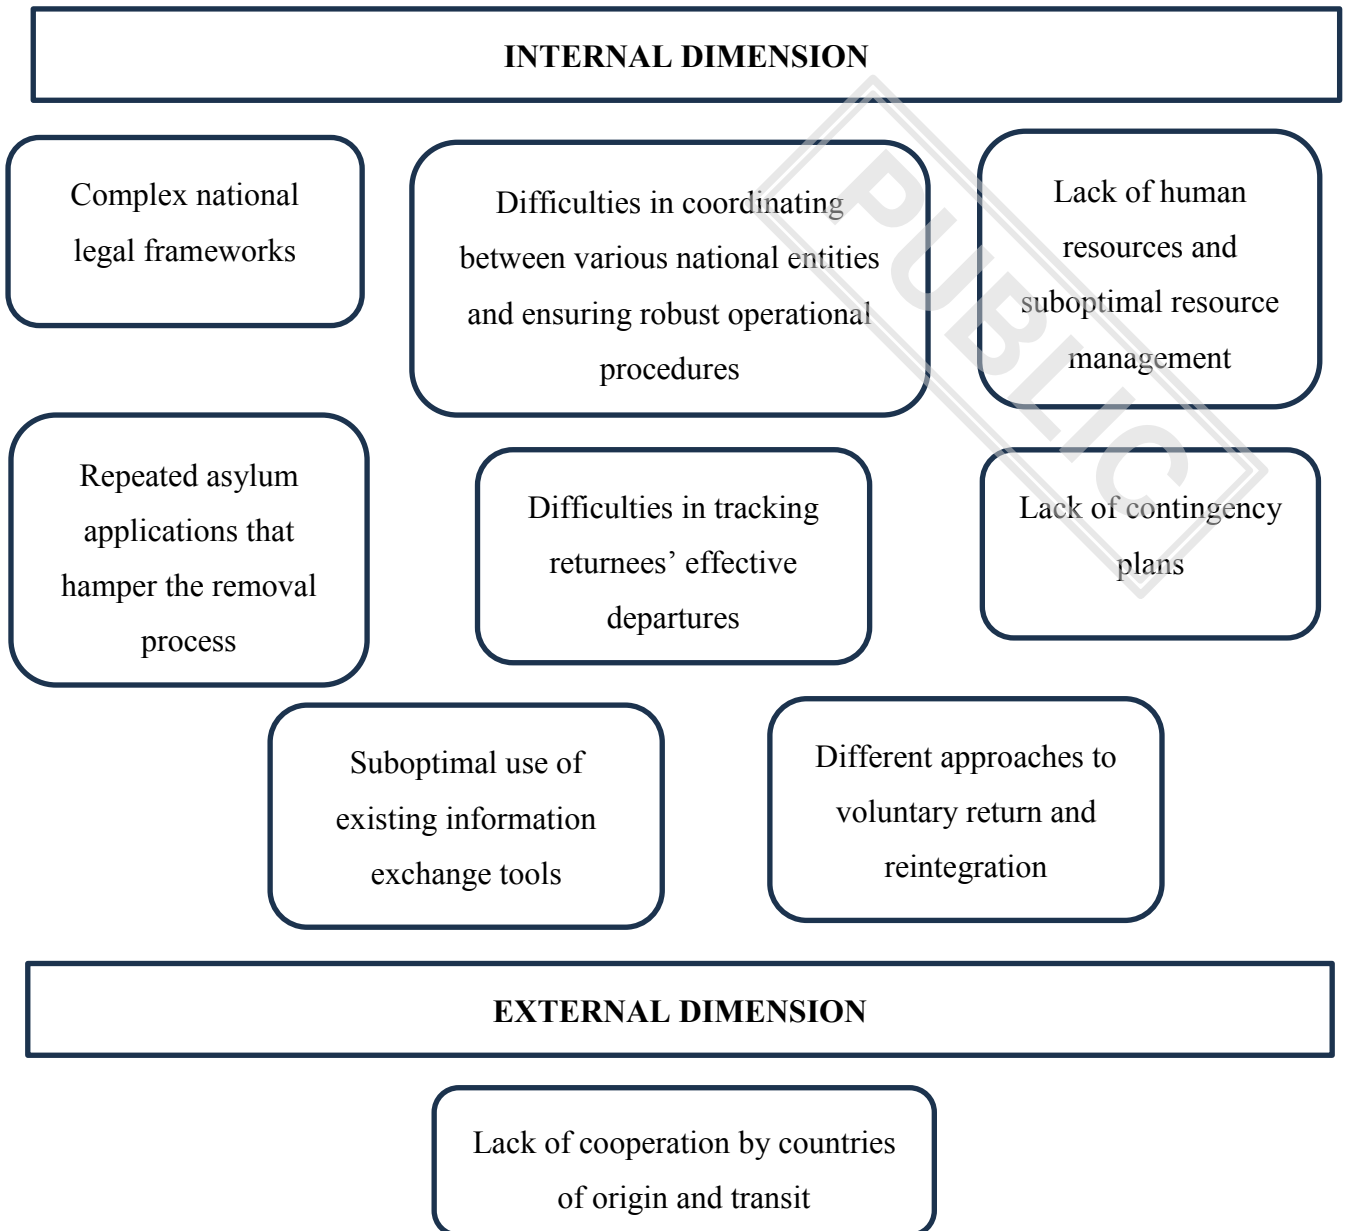 INTERNAL DIMENSION
Complex national
legal frameworks
Difficulties in coordinating
between various national entities
and ensuring robust operational
procedures
Lack of human
resources and
suboptimal resource
management
Repeated asylum
applications that
hamper the removal
process
Difficulties in tracking
returnees’ effective
departures
Lack of contingency
plans
PUBLIC
Suboptimal use of
existing information
exchange tools
Different approaches to
voluntary return and
reintegration
EXTERNAL DIMENSION
Lack of cooperation by countries
of origin and transit